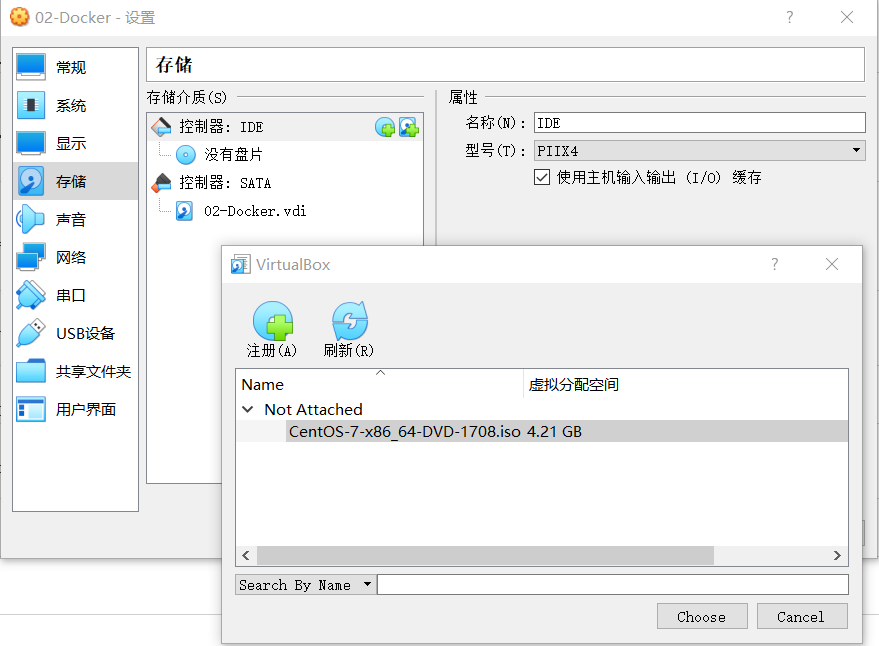 02-Docker - 设置
常规
系统
显示
存储
声音
网络
串口
USB设备
共享文件夹
用户界面
存储
存储介质(S)
控制器: IDE
没有盘片
控制器: SATA
02-Docker.vdi
属性
名称(N): IDE
型号(T): PIIX4
使用主机输入输出 (I/O) 缓存
VirtualBox
注册(A) 刷新(R)
Name 虚拟分配空间
Not Attached
CentOS-7-x86_64-DVD-1708.iso 4.21 GB
Search By Name
Choose Cancel